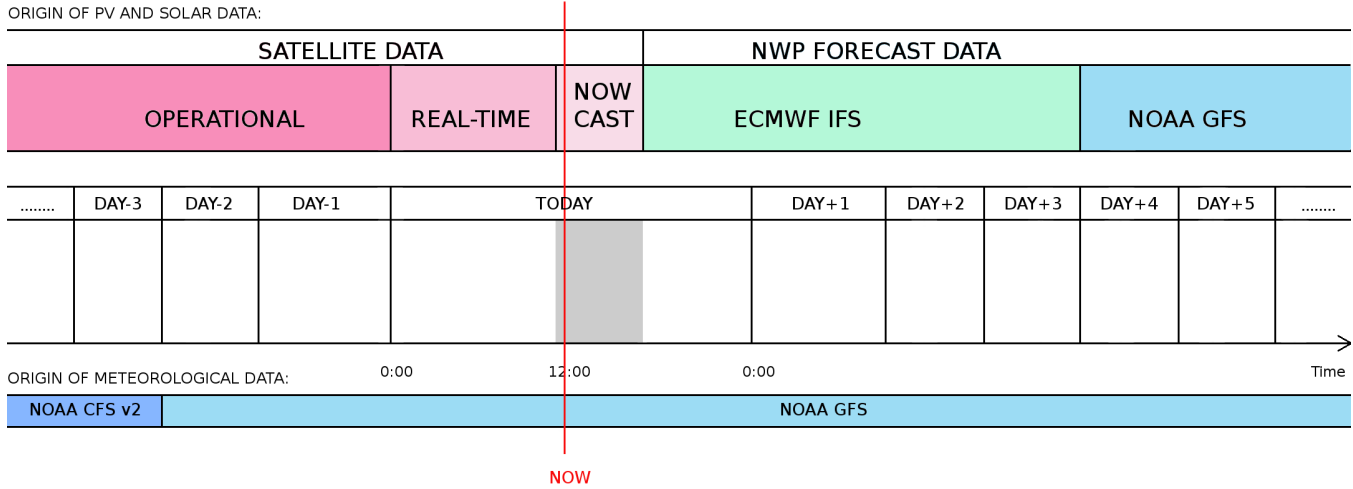 ORIGIN OF PV AND SOLAR DATA:
SATELLITE DATA NWP FORECAST DATA
OPERATIONAL REAL-TIME NOW CAST ECMWF IFS NOAA GFS
........ DAY-3 DAY-2 DAY-1 TODAY DAY+1 DAY+2 DAY+3 DAY+4 DAY+5 ........
0:00 12:00 0:00 Time
ORIGIN OF METEOROLOGICAL DATA:
NOAA CFS v2 NOAA GFS
NOW